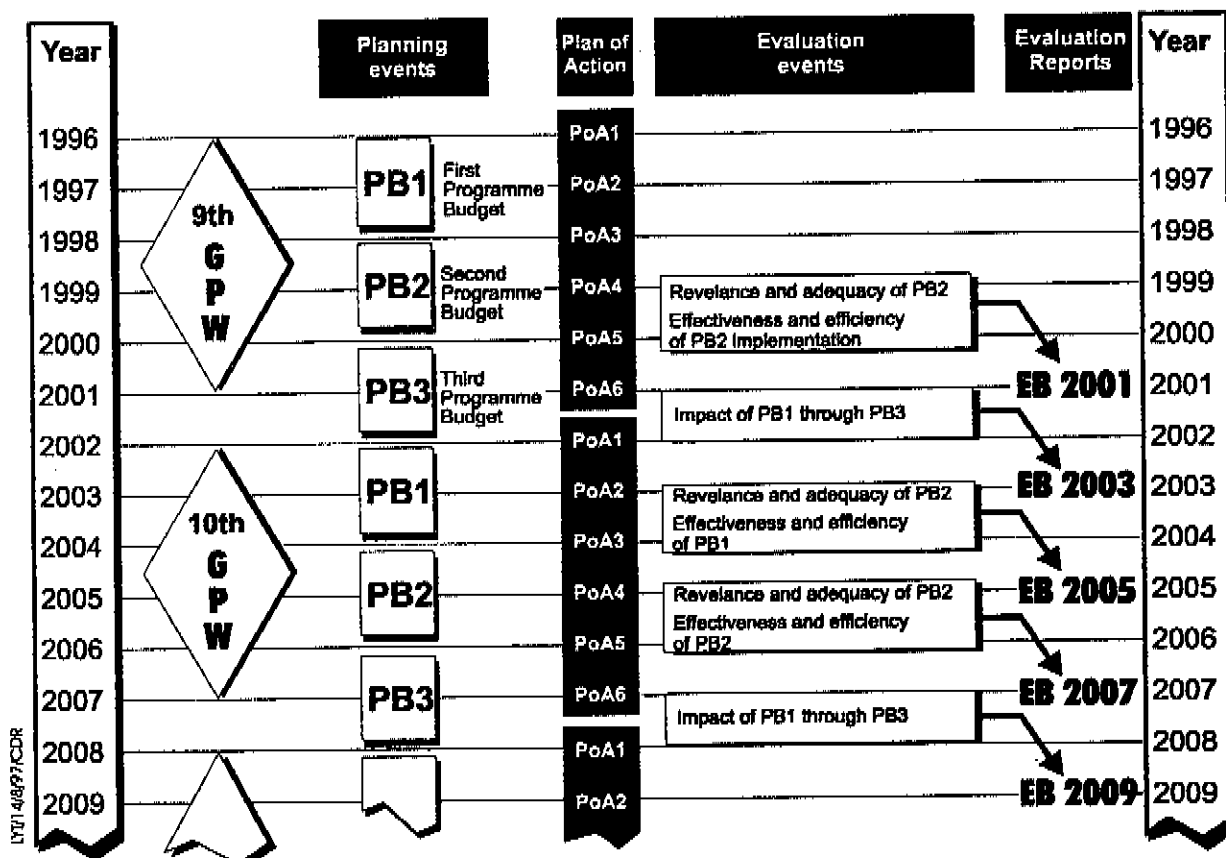 Year
Planning
events
Plan of
Action
Evaluation
events
Evaluation
Reports
Year
1996
PoA1
1996
1997
PB1
First
Programme
Budget
PoA2
1997
9th
G
P
W
1998
PoA3
1998
1999
PB2
Second
Programme
Budget
PoA4
Revelance and adequacy of PB2
Effectiveness and efficiency
of PB2 Implementation
1999
2000
PoA5
2000
2001
PB3
Third
Programme
Budget
PoA6
Impact of PB1 through PB3
EB 2001
2001
2002
PoA1
2002
2003
PB1
PoA2
Revelance and adequacy of PB2
Effectiveness and efficiency
of PB1
EB 2003
2003
10th
G
P
W
2004
PoA3
2004
2005
PB2
PoA4
Revelance and adequacy of PB2
Effectiveness and efficiency
of PB2
EB 2005
2005
2006
PoA5
2006
2007
PB3
PoA6
Impact of PB1 through PB3
EB 2007
2007
2008
PoA1
2008
2009
PoA2
EB 2009
2009